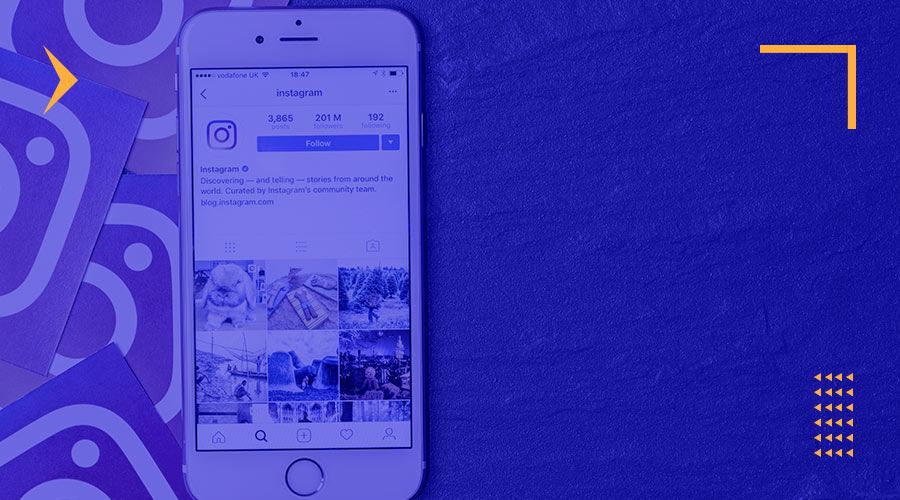 vodafone UK 18:47
instagram
3,865 201 M 192
posts followers following
Follow
Instagram
Discovering — and telling — stories from around the
world. Curated by Instagram's community team.
blog.instagram.com